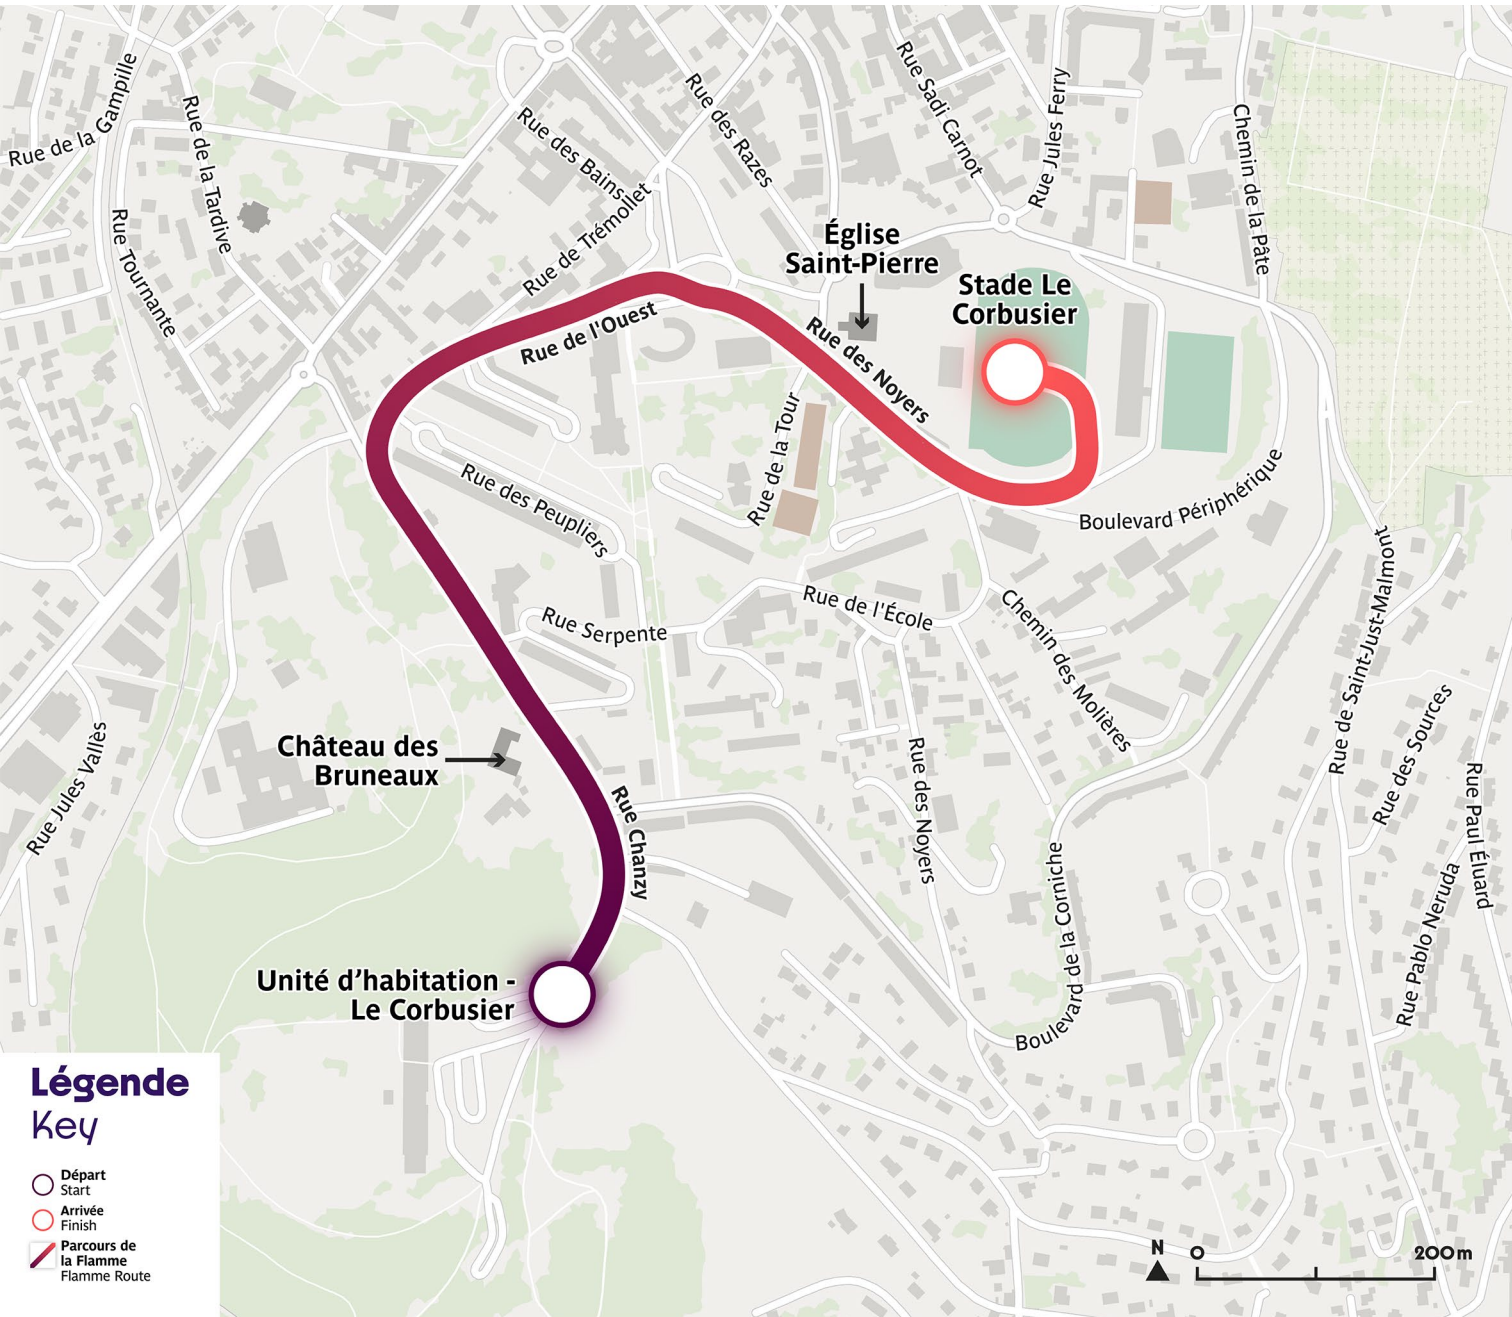 Rue de la Gampille
Rue de la Tardive
Rue Tournante
Rue des Bains
Rue de Trémollet
Rue des Razes
Rue Sadi Carnot
Rue Jules Ferry
Chemin de la Pâte
Église
Saint-Pierre
Stade Le
Corbusier
Rue de l'Ouest
Rue des Noyers
Rue de la Tour
Rue des Peupliers
Boulevard Périphérique
Rue Serpente
Rue de l'École
Chemin des Molières
Rue de Saint-Just-Malmont
Rue des Sources
Rue Paul Éluard
Rue Pablo Neruda
Château des
Bruneaux
Rue Jules Vallès
Rue Chanzy
Rue des Noyers
Boulevard de la Corniche
Unité d’habitation -
Le Corbusier
Légende
Key
Départ
Start
Arrivée
Finish
Parcours de
la Flamme
Flamme Route
N
0
200m